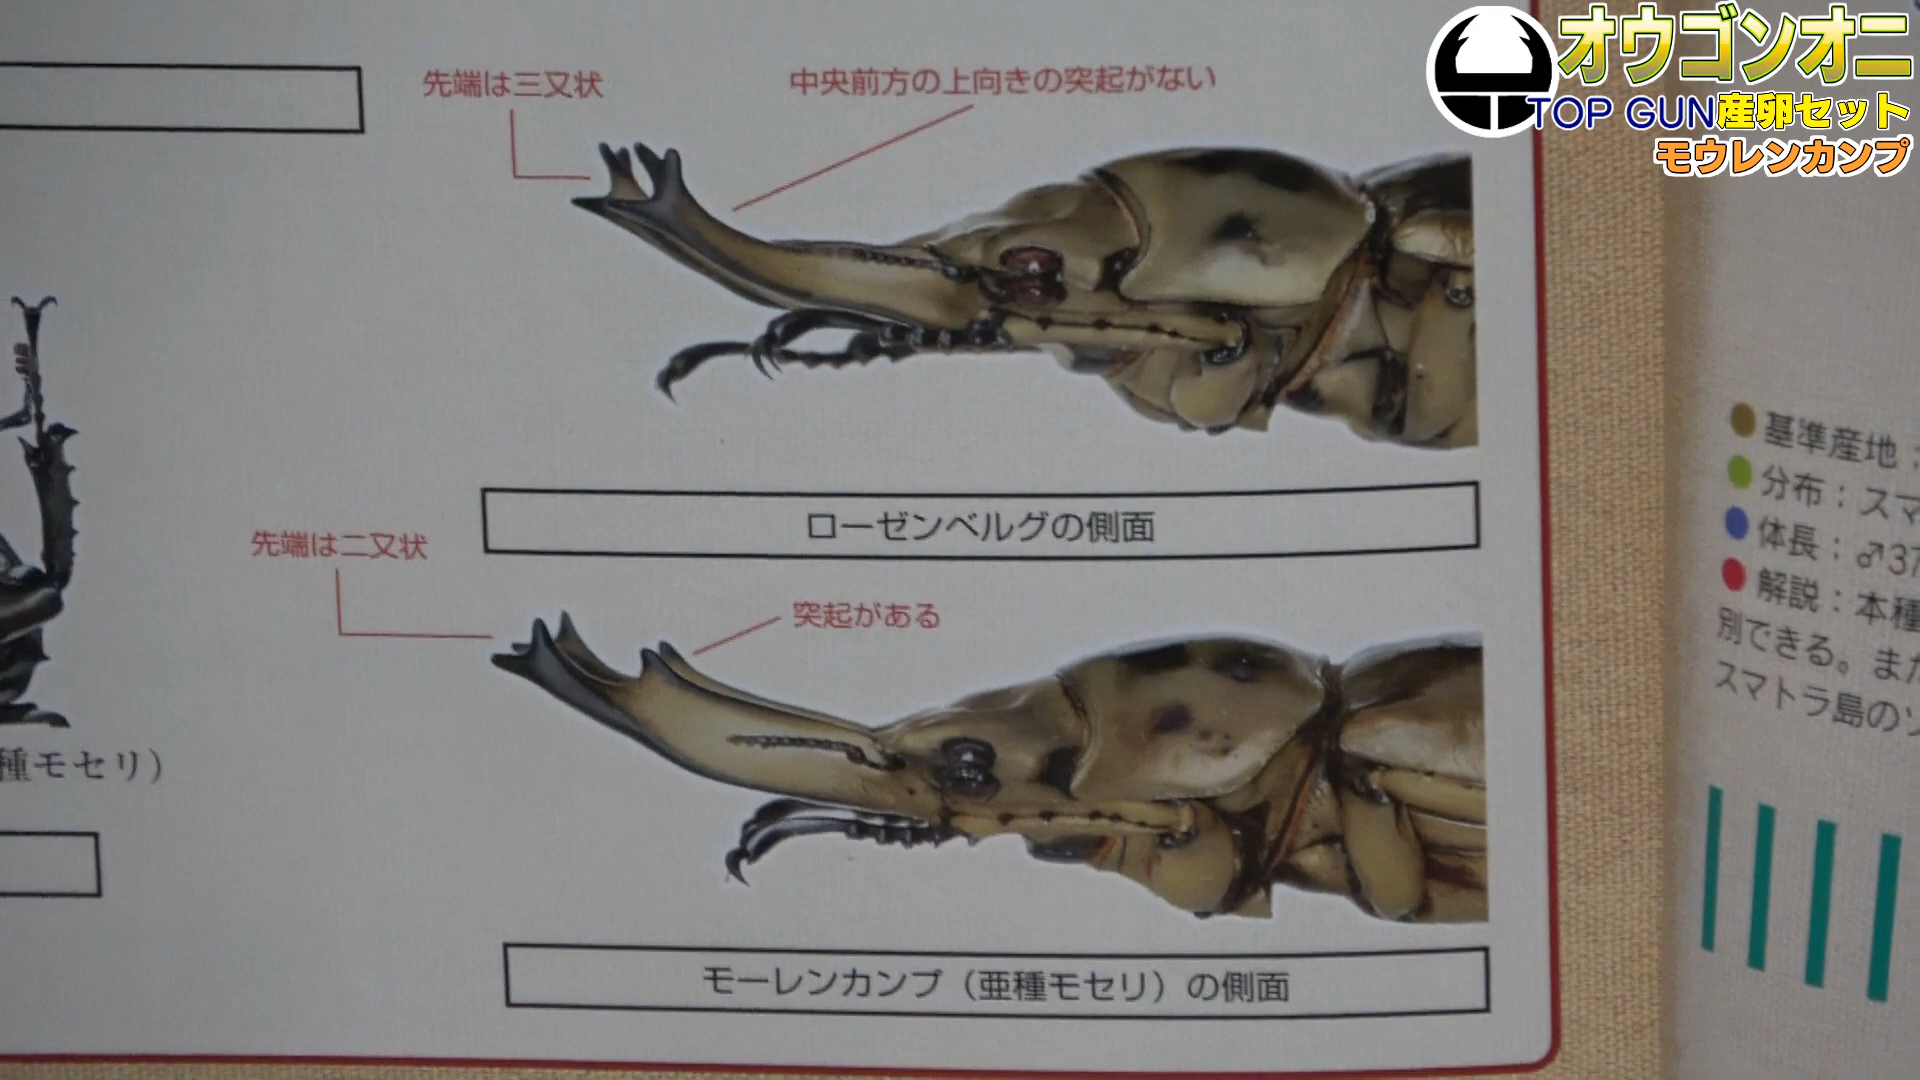 オウゴンオニ
TOP GUN産卵セット
モウレンカンプ
先端は三又状
中央前方の上向きの突起がない
ローゼンベルグの側面
先端は二又状
突起がある
種モセリ）
モーレンカンプ（亜種モセリ）の側面
基準産地：
分布：スマ
体長：♂37
解説：本種
別できる。また
スマトラ島の